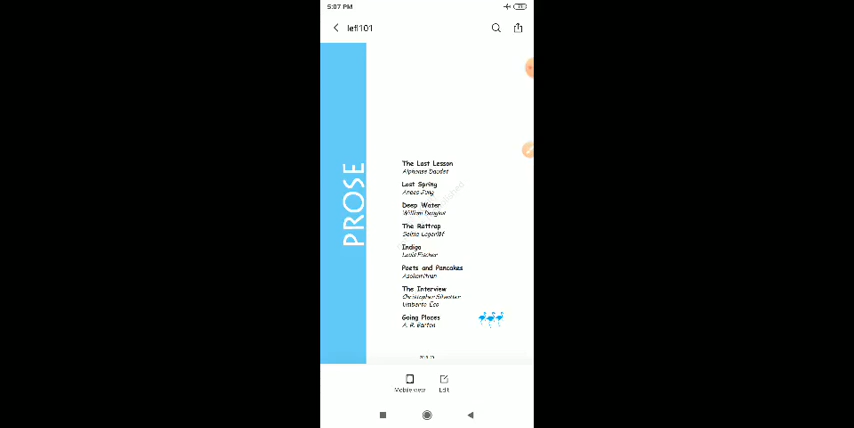 5:07 PM
lefl101
PROSE
The Last Lesson
Alphonse Daudet
Lost Spring
Anees Jung
Deep Water
William Douglas
The Rattrap
Selma Lagerlöf
Indigo
Louis Fischer
Poets and Pancakes
Asokamitran
The Interview
Christopher Silvester
Umberto Eco
Going Places
A. R. Barton
Mobile view Edit